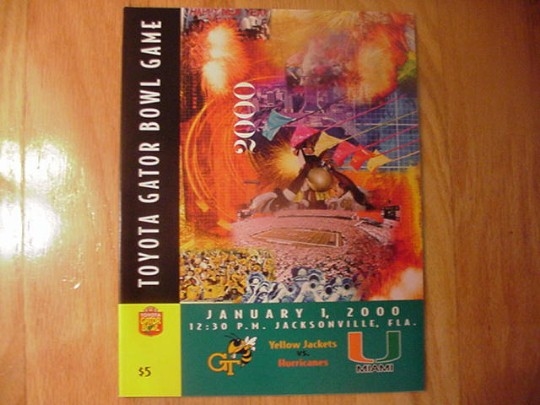 TOYOTA GATOR BOWL GAME
2000
JANUARY 1, 2000
12:30 P.M. JACKSONVILLE, FLA.
Yellow Jackets
vs.
Hurricanes
GT
MIAMI
$5